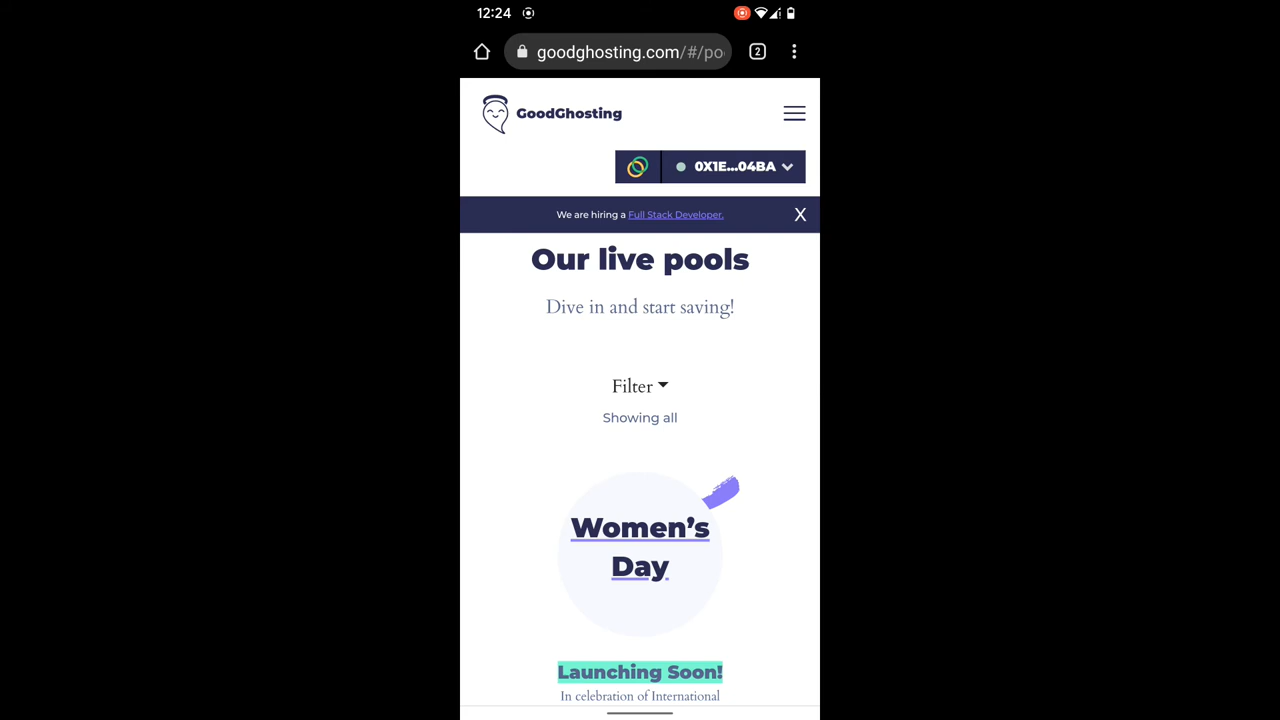 12:24
goodghosting.com/#/po
2
GoodGhosting
0X1E...04BA
We are hiring a Full Stack Developer.
X
Our live pools
Dive in and start saving!
Filter
Showing all
Women's
Day
Launching Soon!
In celebration of International